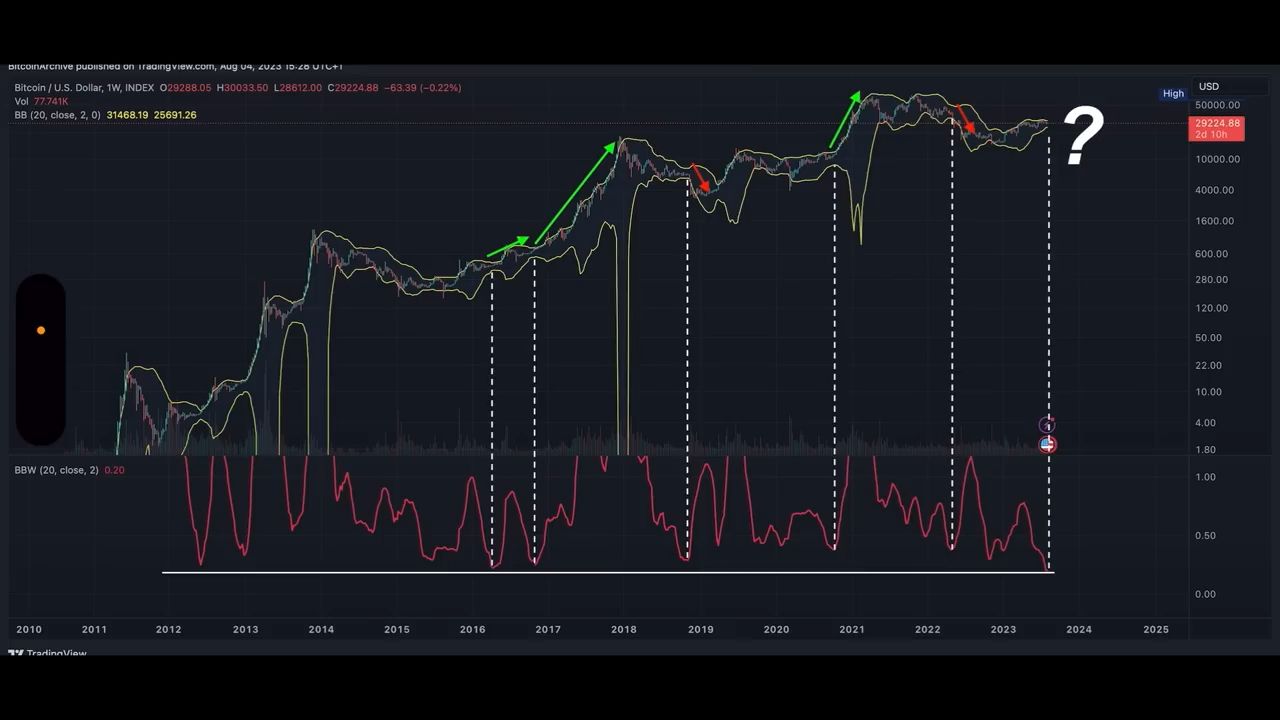 BitcoinArchive published on TradingView.com, Aug 04, 2023 15:28 UTC+1
Bitcoin / U.S. Dollar, 1W, INDEX O29288.05 H30033.50 L28612.00 C29224.88 −63.39 (−0.22%)
Vol 77.741K
BB (20, close, 2, 0) 31468.19 25691.26
USD
High
50000.00
29224.88
2d 10h
?
10000.00
4000.00
1600.00
600.00
280.00
120.00
50.00
22.00
10.00
4.00
1.80
BBW (20, close, 2) 0.20
1.00
0.50
0.00
2010 2011 2012 2013 2014 2015 2016 2017 2018 2019 2020 2021 2022 2023 2024 2025
TradingView